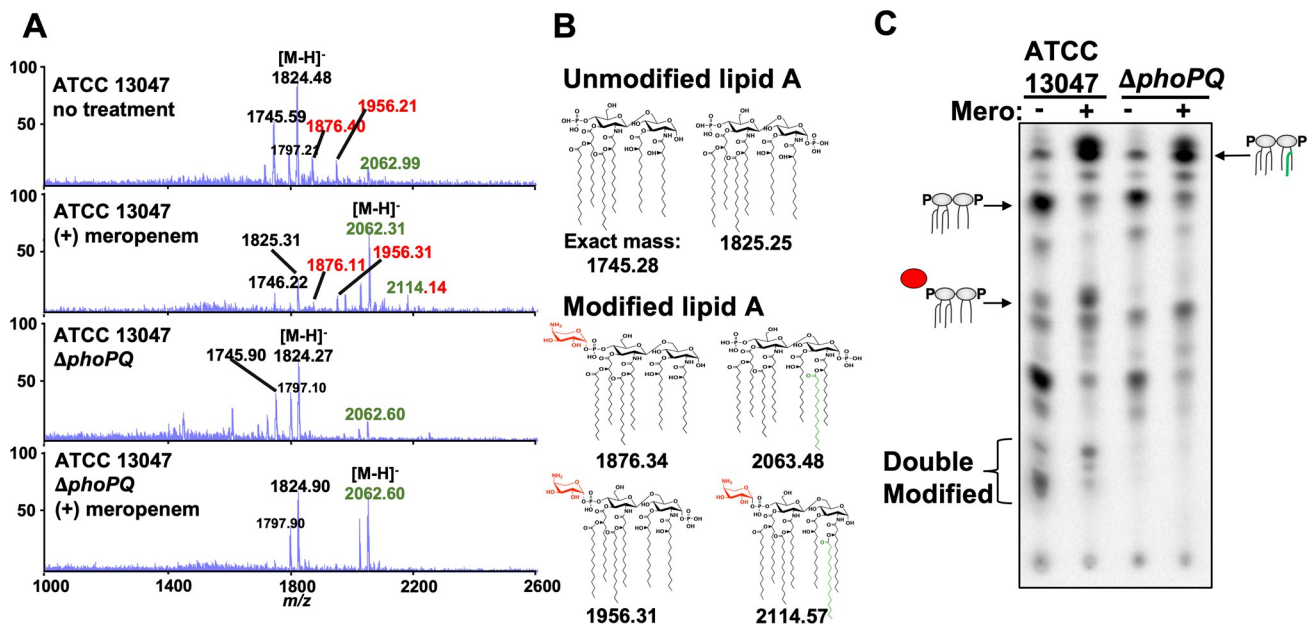 A
100
50
ATCC 13047
no treatment
[M-H]-
1824.48
1745.59
1797.21
1876.40
1956.21
2062.99
100
50
ATCC 13047
(+) meropenem
[M-H]-
2062.31
1825.31
1876.11
1956.31
1746.22
2114.14
100
50
ATCC 13047
ΔphoPQ
[M-H]-
1745.90
1824.27
1797.10
2062.60
100
50
ATCC 13047
ΔphoPQ
(+) meropenem
[M-H]-
1824.90
2062.60
1797.90
1000
1400
1800
2200
2600
m/z
B
Unmodified lipid A
Exact mass:
1745.28
1825.25
Modified lipid A
1876.34
2063.48
1956.31
2114.57
C
ATCC
13047
ΔphoPQ
Mero:
-
+
-
+
P
P
P
P
P
P
Double
Modified